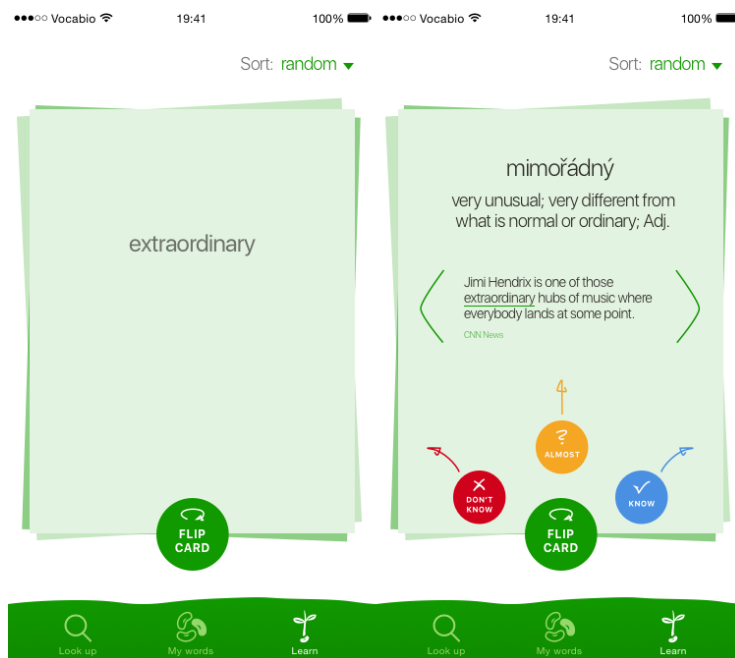 Vocabio 19:41 100%
Sort: random
extraordinary
FLIP
CARD
Look up My words Learn
Vocabio 19:41 100%
Sort: random
mimořádný
very unusual; very different from
what is normal or ordinary; Adj.
Jimi Hendrix is one of those
extraordinary hubs of music where
everybody lands at some point.
CNN News
?
ALMOST
DON'T
KNOW
KNOW
FLIP
CARD
Look up My words Learn